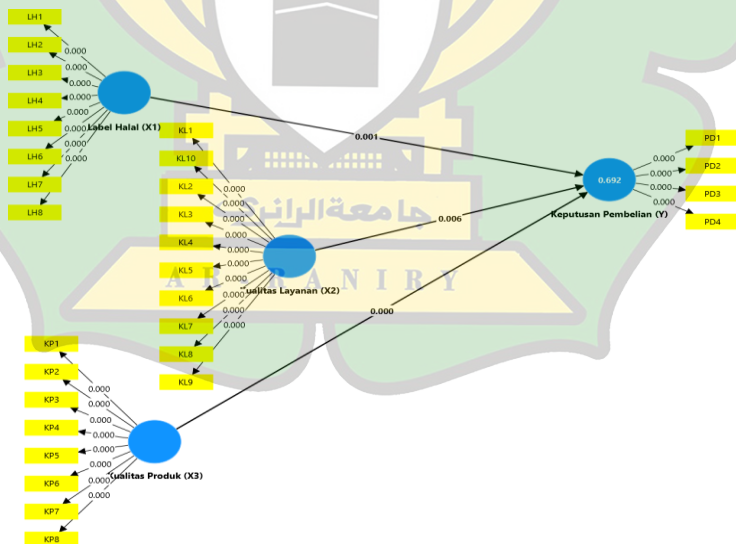 LH1
LH2
LH3
LH4
LH5
LH6
LH7
LH8
0.000
0.000
0.000
0.000
0.000
0.000
0.000
0.000
Label Halal (X1)
0.001
KL1
KL10
KL2
KL3
KL4
KL5
KL6
KL7
KL8
KL9
0.000
0.000
0.000
0.000
0.000
0.000
0.000
0.000
0.000
0.000
ualitas Layanan (X2)
0.006
جامعة الرانري
AR-RANIRY
0.692
Keputusan Pembelian (Y)
0.000
0.000
0.000
0.000
PD1
PD2
PD3
PD4
0.000
KP1
KP2
KP3
KP4
KP5
KP6
KP7
KP8
0.000
0.000
0.000
0.000
0.000
0.000
0.000
0.000
ualitas Produk (X3)